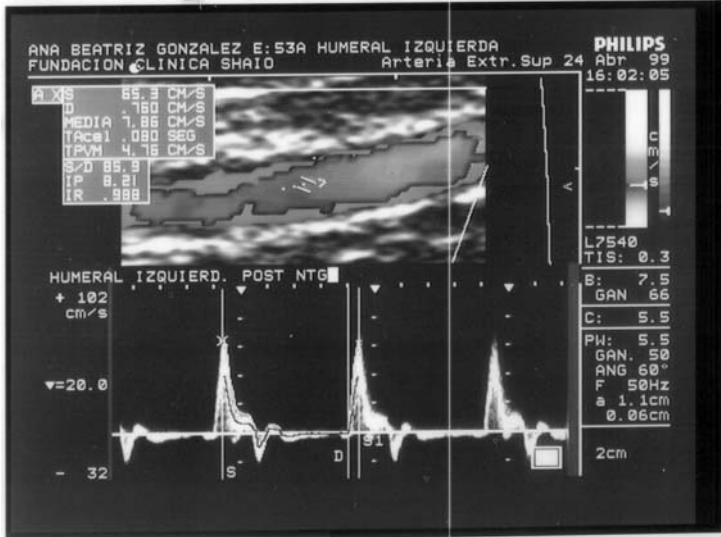 ANA BEATRIZ GONZALEZ E:53A HUMERAL IZQUIERDA
FUNDACION CLINICA SHAIO Arteria Extr.Sup 24 Abr 99
PHILIPS
16:02:05
A X
S 65.3 CM/S
D .760 CM/S
MEDIA 7.86 CM/S
TAcel .080 SEG
TPVM 4.76 CM/S
S/D 85.9
IP 8.21
IR .988
cm/s
V
L7540
TIS: 0.3
HUMERAL IZQUIERD. POST NTG
B: 7.5
GAN 66
C: 5.5
PW: 5.5
GAN. 50
ANG 60°
F 50Hz
a 1.1cm
0.06cm
2cm
+ 102
cm/s
▼=20.0
- 32
X
S
D
S1